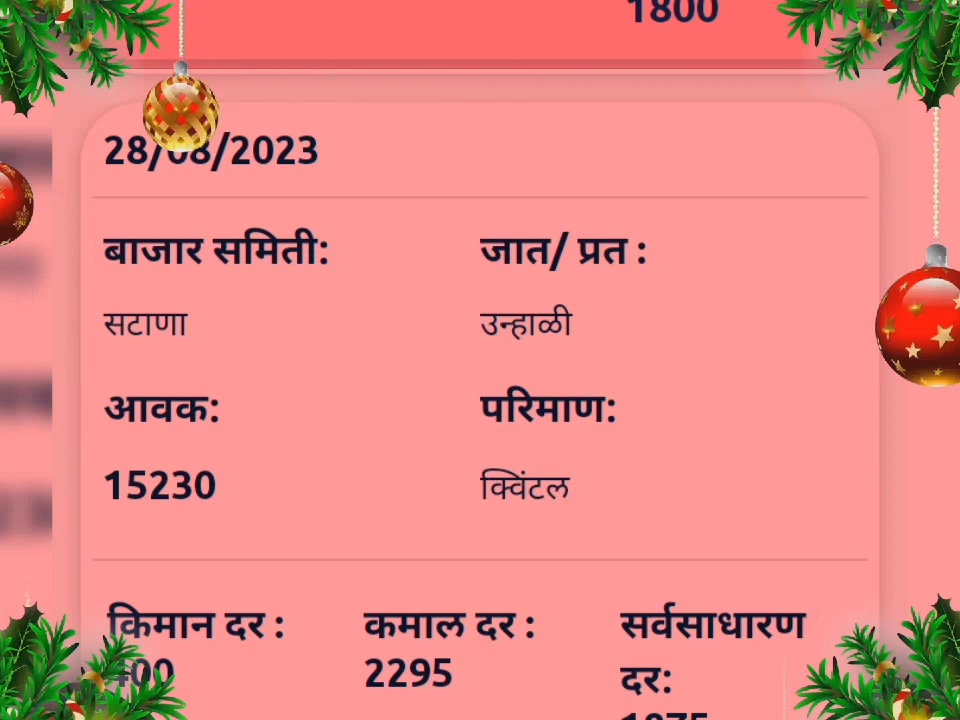 1800
28/08/2023
बाजार समिती:
जात/ प्रत :
सटाणा
उन्हाळी
आवक:
परिमाण:
15230
क्विंटल
किमान दर :
कमाल दर :
सर्वसाधारण
2295
दर: